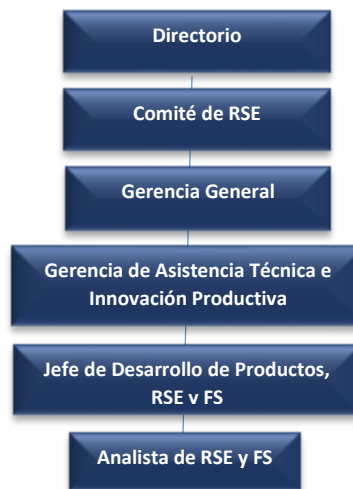 Directorio
Comité de RSE
Gerencia General
Gerencia de Asistencia Técnica e
Innovación Productiva
Jefe de Desarrollo de Productos,
RSE y FS
Analista de RSE y FS